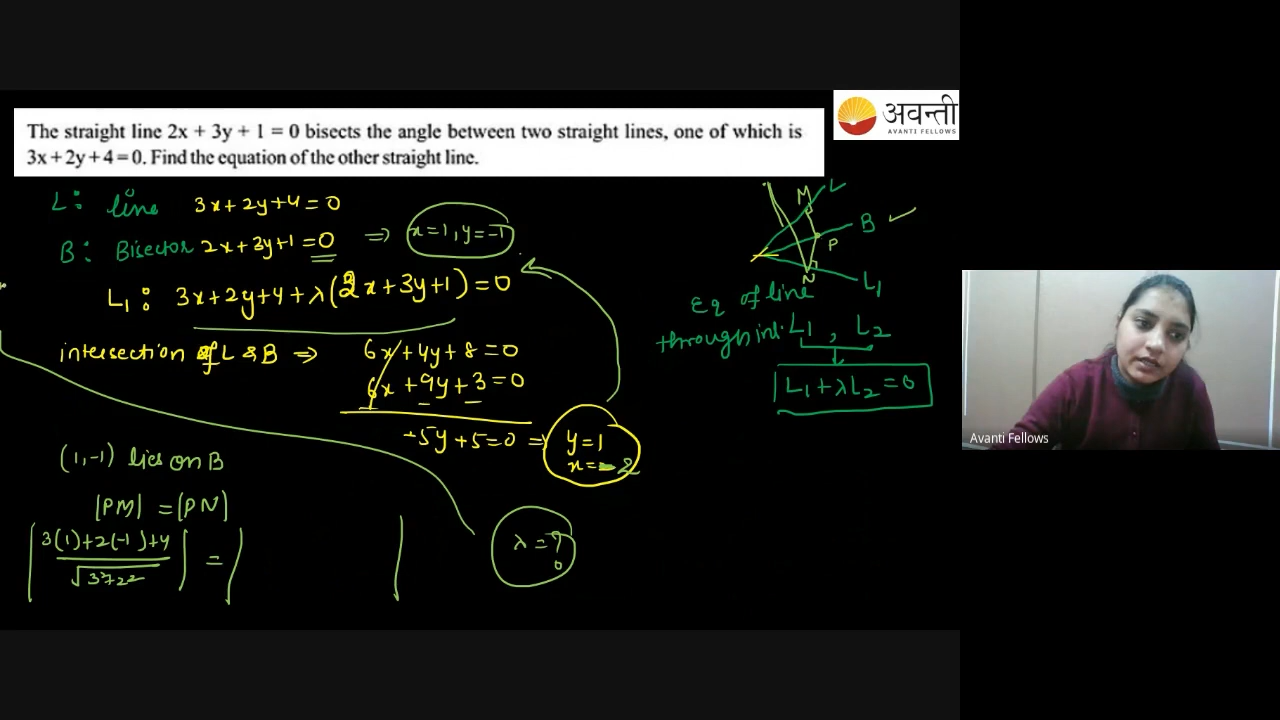 अवन्ती
AVANTI FELLOWS
The straight line 2x + 3y + 1 = 0 bisects the angle between two straight lines, one of which is
3x + 2y + 4 = 0. Find the equation of the other straight line.
L: line 3x+2y+4=0
B: Bisector 2x+3y+1=0 ⇒ x=1, y=-1
L₁: 3x+2y+4+λ(2x+3y+1)=0
intersection of L & B ⇒ 6x+4y+8=0
6x+9y+3=0
-5y+5=0 ⇒ y=1
x=-2
(1,-1) lies on B
|PM| = |PN|
|3(1)+2(-1)+4 / √3²+2²| = | |
λ=?
M L
B
P
N
L₁
Eq of line
through int. L1, L2
L1+λL2=0
Avanti Fellows